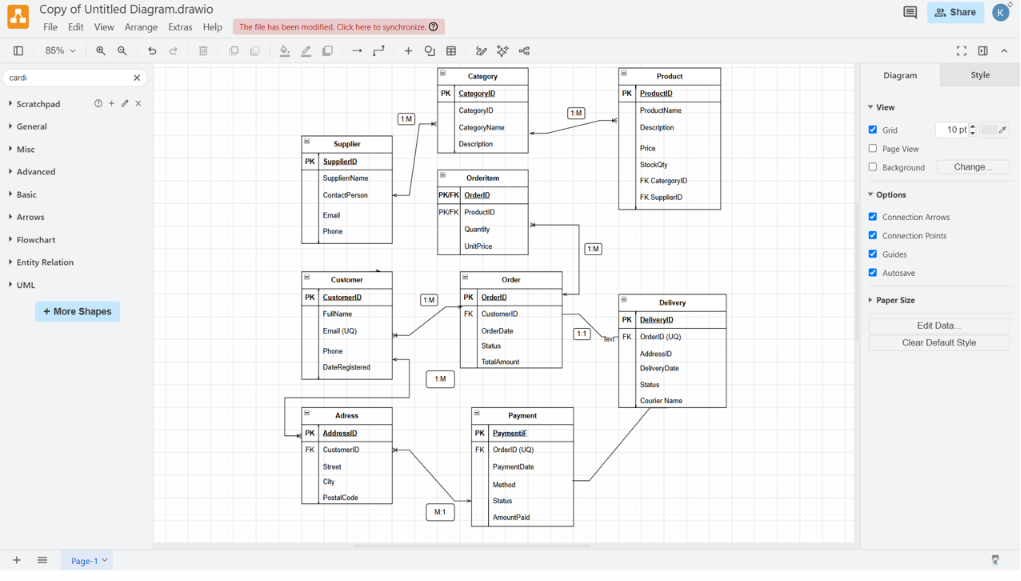 Copy of Untitled Diagram.drawio
File Edit View Arrange Extras Help
The file has been modified. Click here to synchronize.
Share
K
85%
cardi
Scratchpad
General
Misc
Advanced
Basic
Arrows
Flowchart
Entity Relation
UML
+ More Shapes
Category
PK CategoryID
CategoryID
CategoryName
Description
Product
PK ProductID
ProductName
Description
Price
StockQty
FK CatergoryID
FK SupplierID
1:M
1:M
Supplier
PK SupplierID
SupplierrName
ContactPerson
Email
Phone
Orderitem
PK/FK OrderID
PK/FK ProductID
Quantity
UnitPrice
1:M
Customer
PK CustomerID
FullName
Email (UQ)
Phone
DateRegistered
1:M
Order
PK OrderID
FK CustomerID
OrderDate
Status
TotalAmount
1:1
Text
Delivery
PK DeliveryID
FK OrderID (UQ)
AddressID
DeliveryDate
Status
Courier Name
1:M
Adress
PK AddressID
FK CustomerID
Street
City
PostalCode
M:1
Payment
PK PaymentiF
FK OrderID (UQ)
PaymentDate
Method
Status
AmountPaid
Diagram Style
View
Grid 10 pt
Page View
Background Change...
Options
Connection Arrows
Connection Points
Guides
Autosave
Paper Size
Edit Data...
Clear Default Style
Page-1